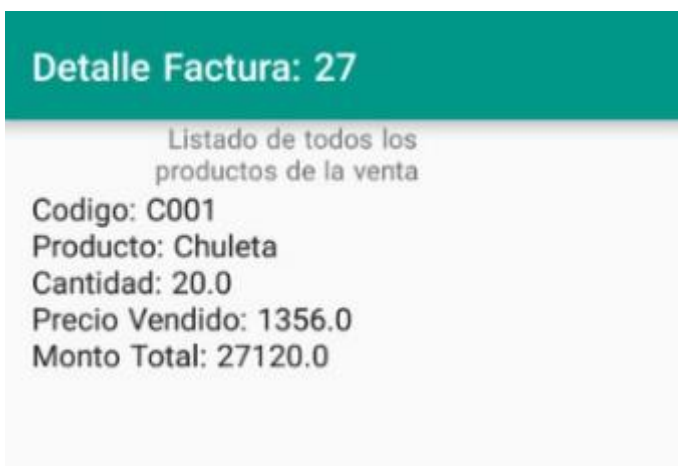 Detalle Factura: 27
Listado de todos los
productos de la venta
Codigo: C001
Producto: Chuleta
Cantidad: 20.0
Precio Vendido: 1356.0
Monto Total: 27120.0